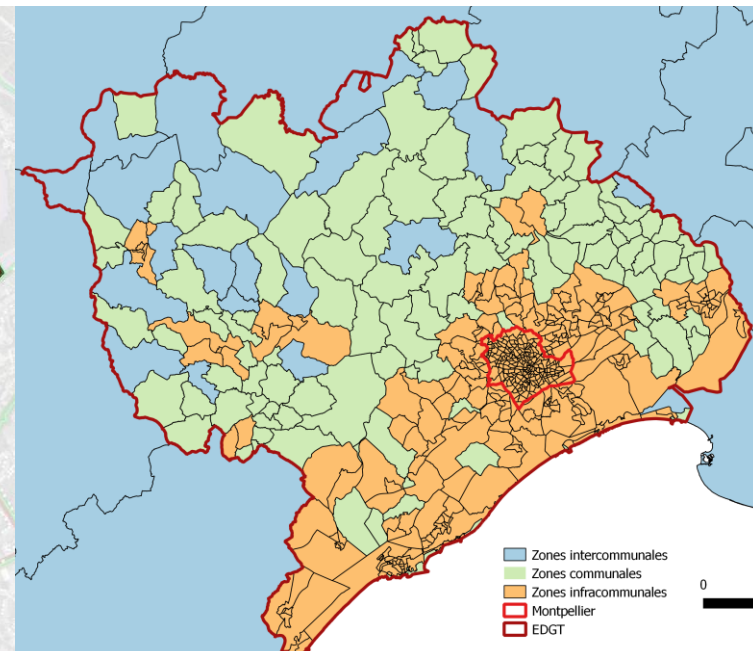 Zones intercommunales
Zones communales
Zones infracommunales
Montpellier
EDGT
0